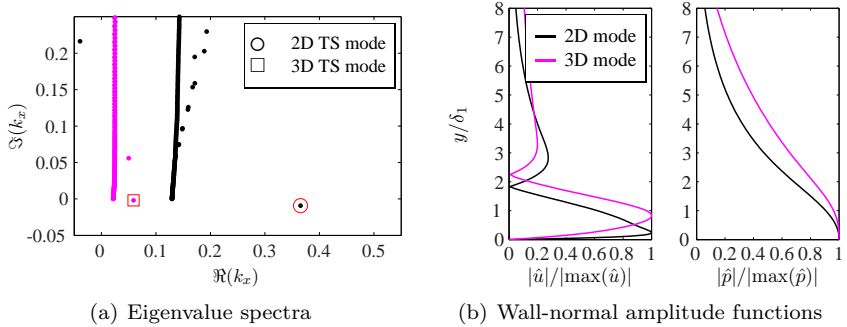 0.2
0.15
0.1
0.05
0
-0.05
ℑ(k_x)
0 0.1 0.2 0.3 0.4 0.5
ℜ(k_x)
2D TS mode
3D TS mode
(a) Eigenvalue spectra
8
7
6
5
4
3
2
1
0
y/δ_1
0 0.2 0.4 0.6 0.8 1
|û|/|max(û)|
2D mode
3D mode
8
7
6
5
4
3
2
1
0
0 0.2 0.4 0.6 0.8 1
|p̂|/|max(p̂)|
(b) Wall-normal amplitude functions